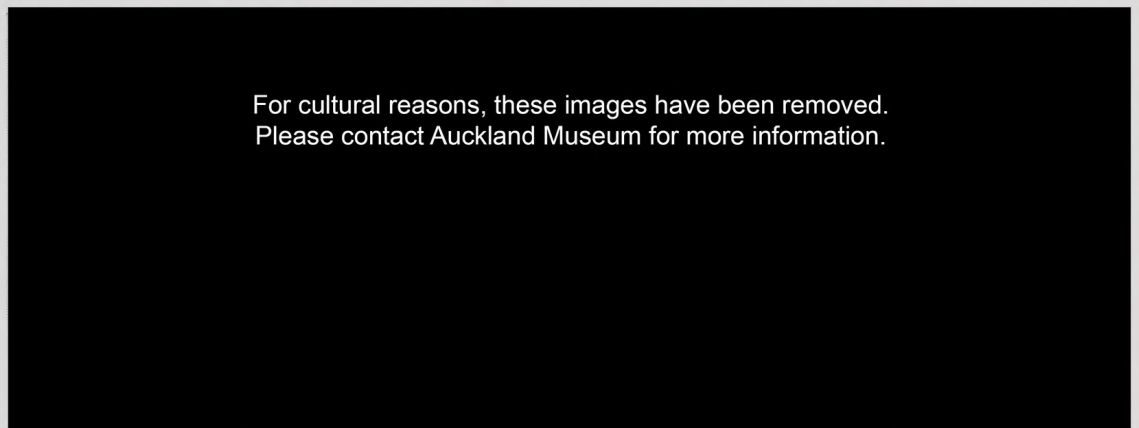 For cultural reasons, these images have been removed.
Please contact Auckland Museum for more information.